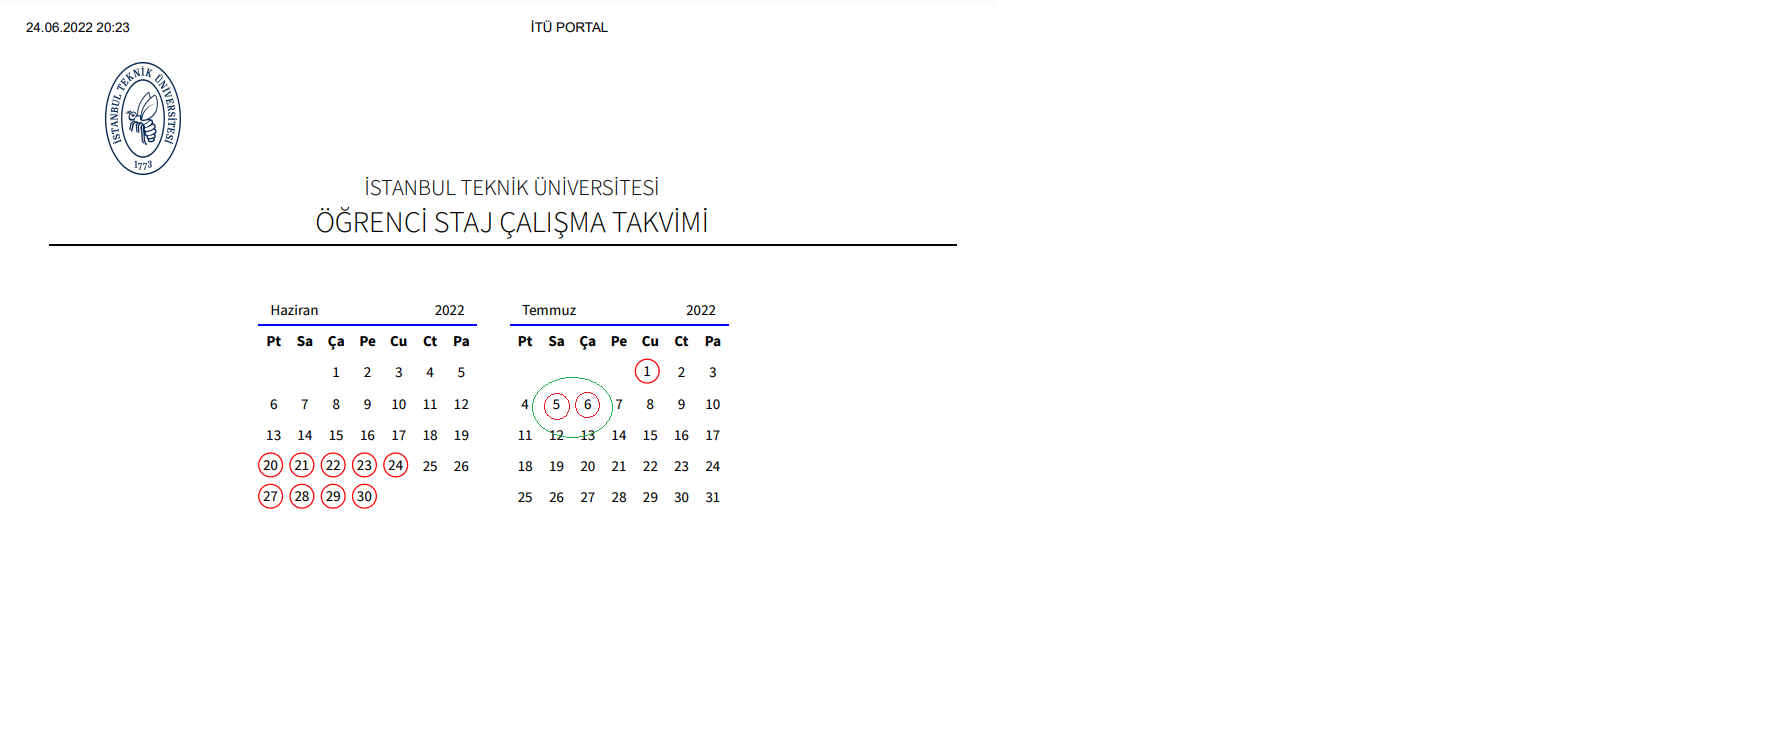 24.06.2022 20:23 İTÜ PORTAL
İSTANBUL TEKNİK ÜNİVERSİTESİ
1773
İSTANBUL TEKNİK ÜNİVERSİTESİ
ÖĞRENCİ STAJ ÇALIŞMA TAKVİMİ
Haziran 2022
Pt Sa Ça Pe Cu Ct Pa
1 2 3 4 5
6 7 8 9 10 11 12
13 14 15 16 17 18 19
20 21 22 23 24 25 26
27 28 29 30
Temmuz 2022
Pt Sa Ça Pe Cu Ct Pa
1 2 3
4 5 6 7 8 9 10
11 12 13 14 15 16 17
18 19 20 21 22 23 24
25 26 27 28 29 30 31